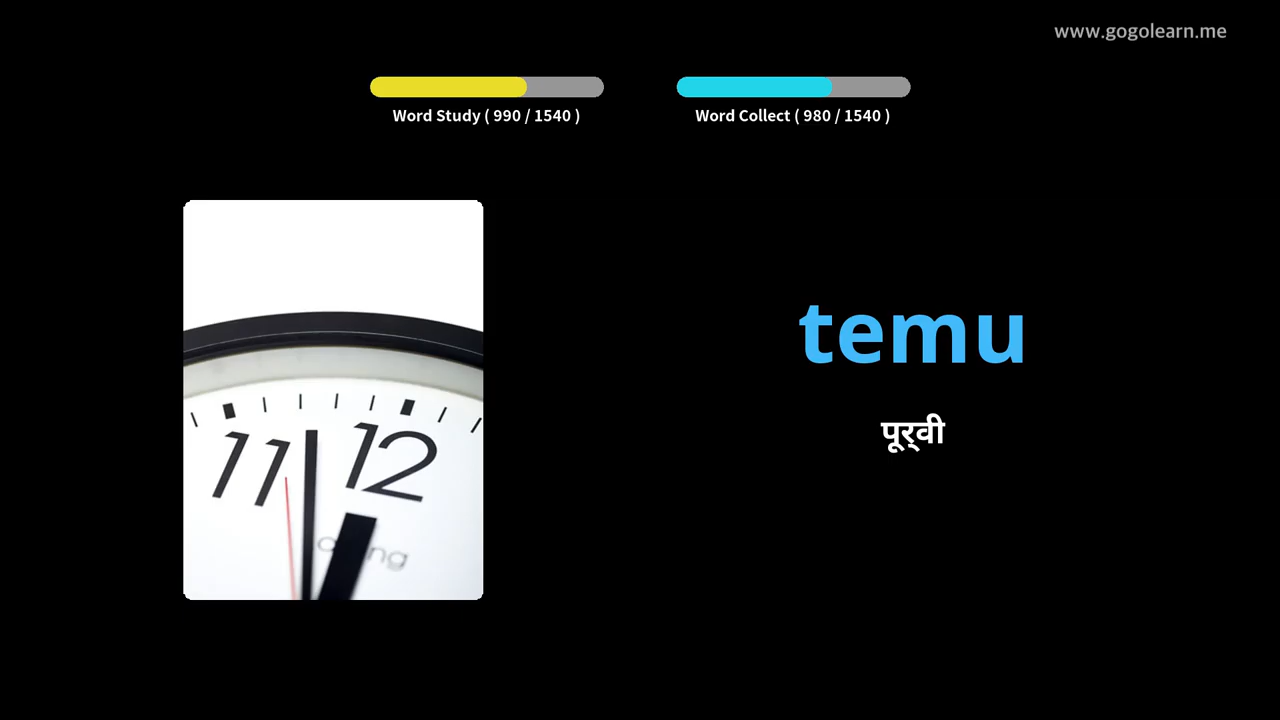 www.gogolearn.me
Word Study ( 990 / 1540 )
Word Collect ( 980 / 1540 )
11 12
temu
पूर्‌वी